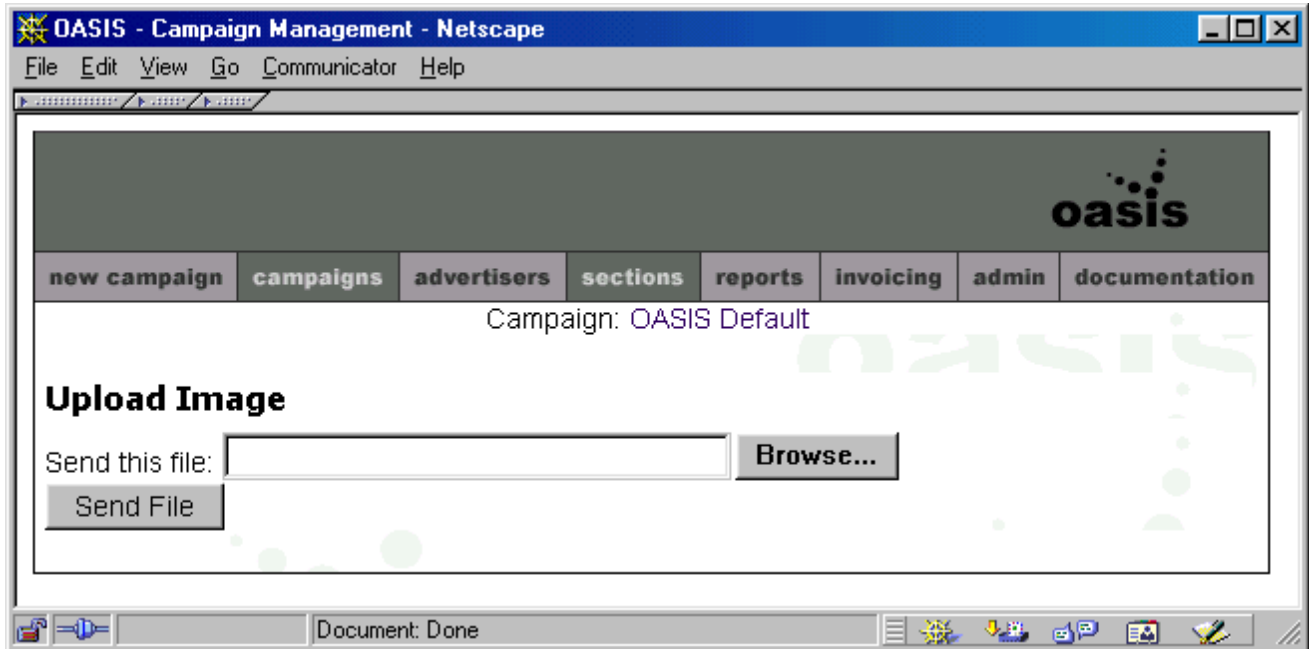 OASIS - Campaign Management - Netscape
File Edit View Go Communicator Help
oasis
new campaign campaigns advertisers sections reports invoicing admin documentation
Campaign: OASIS Default
oasis
Upload Image
Send this file: Browse...
Send File
Document: Done